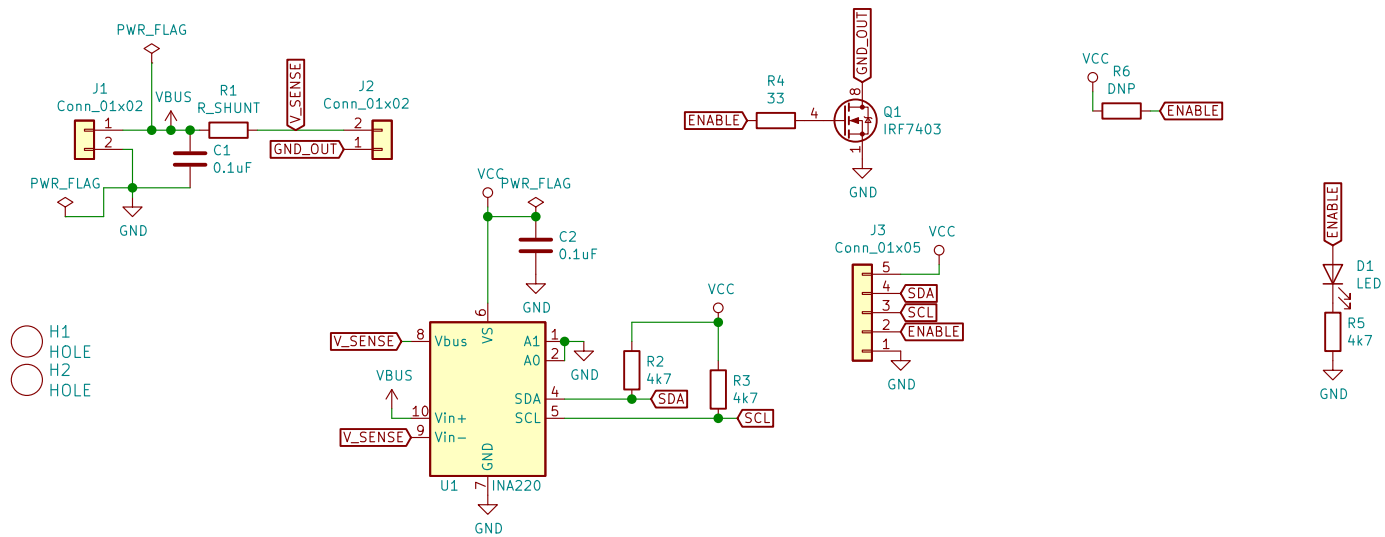 PWR_FLAG
J1
Conn_01x02
1
2
VBUS
R1
R_SHUNT
V_SENSE
J2
Conn_01x02
2
1
GND_OUT
C1
0.1uF
PWR_FLAG
GND
R4
33
ENABLE
4
GND_OUT
8
Q1
IRF7403
1
GND
VCC
R6
DNP
ENABLE
VCC
PWR_FLAG
C2
0.1uF
GND
J3
Conn_01x05
VCC
5
4
SDA
3
SCL
2
ENABLE
1
GND
ENABLE
D1
LED
R5
4k7
GND
H1
HOLE
H2
HOLE
V_SENSE
8
Vbus
6
VS
A1
1
A0
2
GND
VCC
R2
4k7
R3
4k7
VBUS
SDA
4
SDA
10
Vin+
SCL
5
SCL
V_SENSE
9
Vin-
GND
7
U1
INA220
GND